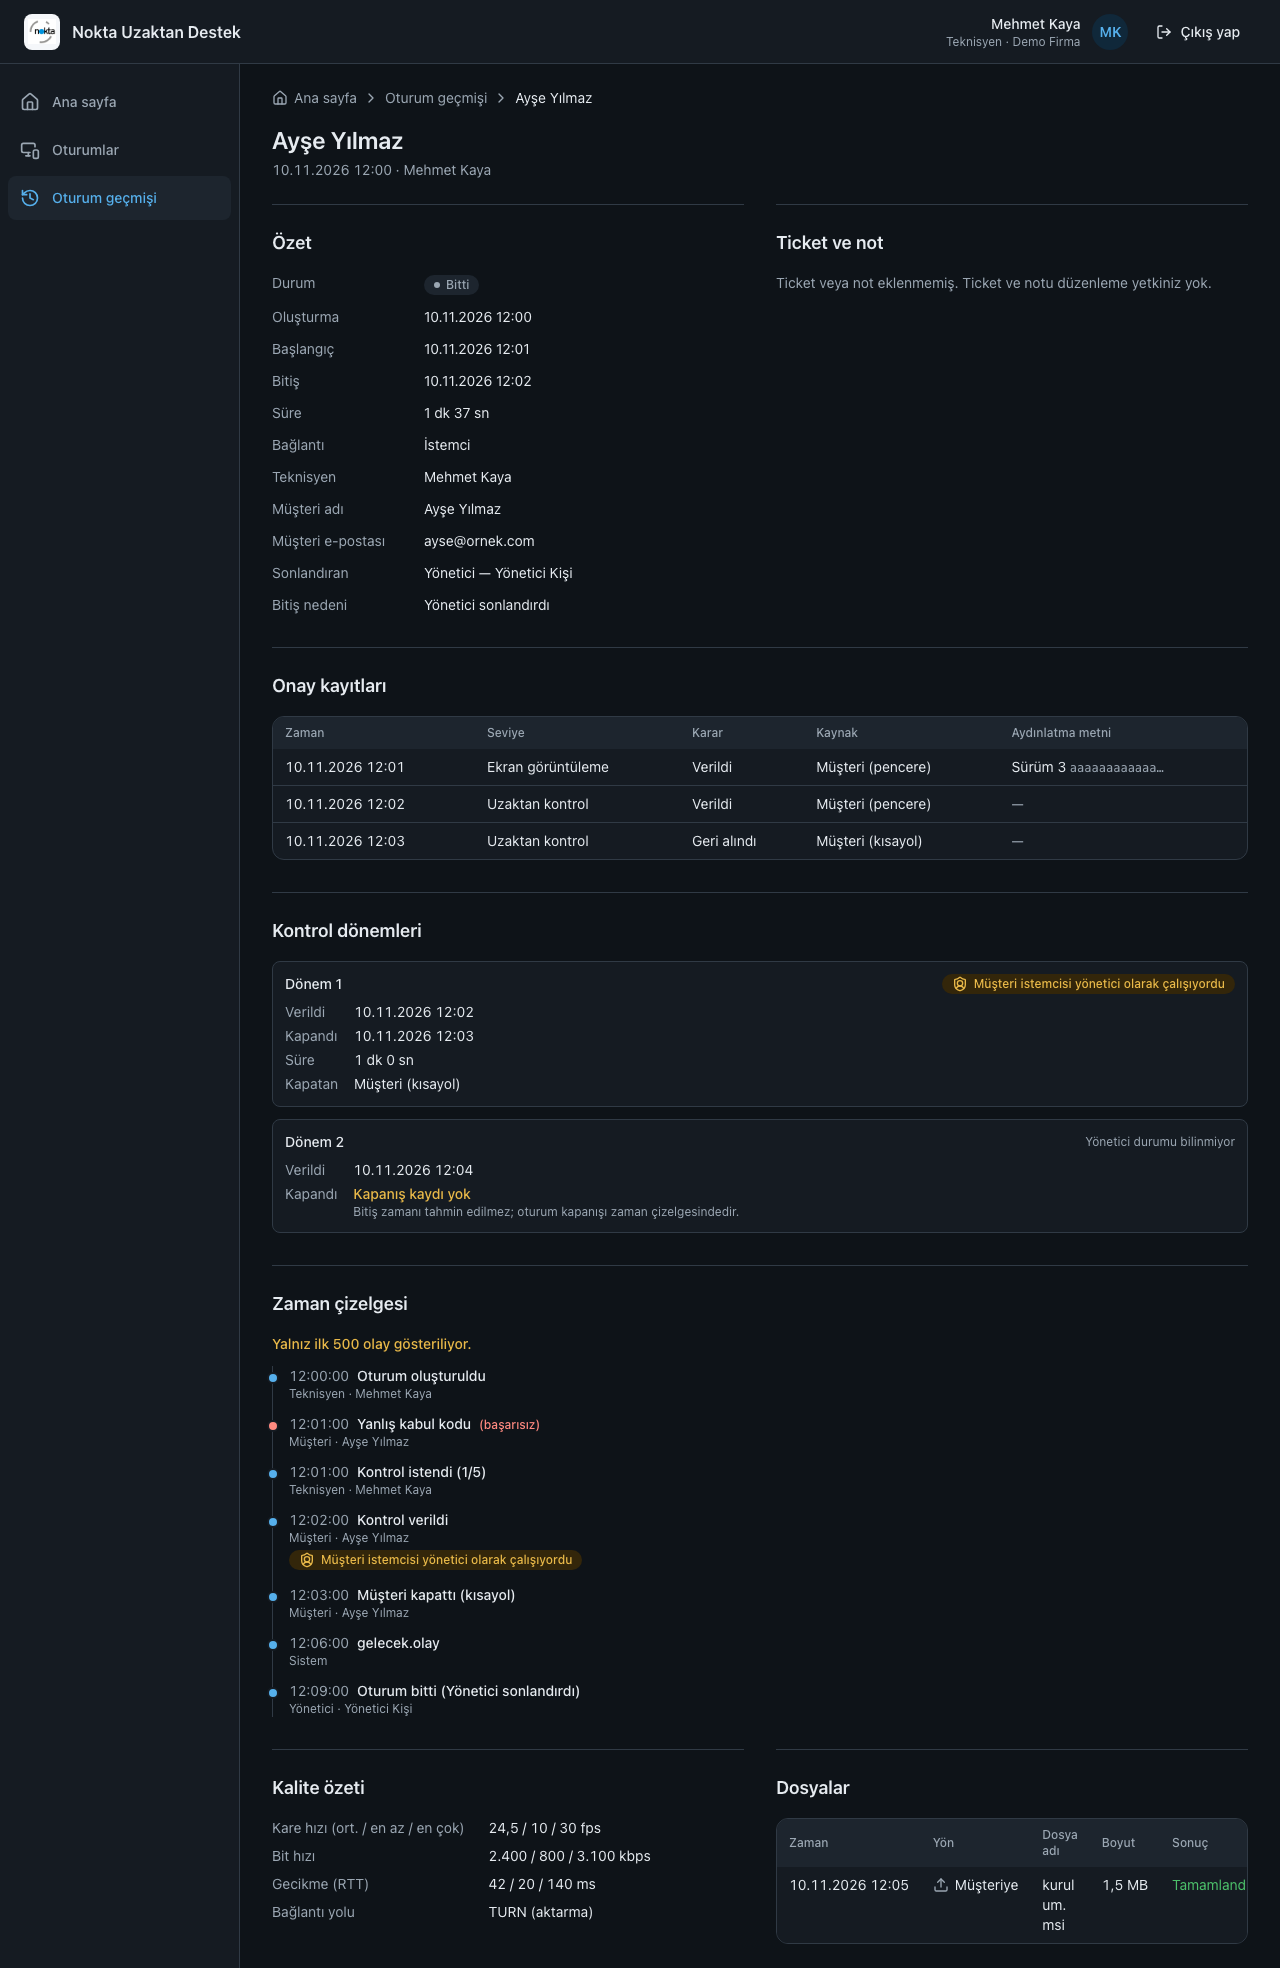 nokta
Nokta Uzaktan Destek
Mehmet Kaya
Teknisyen · Demo Firma
MK
Çıkış yap
Ana sayfa
Oturumlar
Oturum geçmişi
Ana sayfa > Oturum geçmişi > Ayşe Yılmaz
Ayşe Yılmaz
10.11.2026 12:00 · Mehmet Kaya
Özet
Durum Bitti
Oluşturma 10.11.2026 12:00
Başlangıç 10.11.2026 12:01
Bitiş 10.11.2026 12:02
Süre 1 dk 37 sn
Bağlantı İstemci
Teknisyen Mehmet Kaya
Müşteri adı Ayşe Yılmaz
Müşteri e-postası ayse@ornek.com
Sonlandıran Yönetici — Yönetici Kişi
Bitiş nedeni Yönetici sonlandırdı
Ticket ve not
Ticket veya not eklenmemiş. Ticket ve notu düzenleme yetkiniz yok.
Onay kayıtları
Zaman Seviye Karar Kaynak Aydınlatma metni
10.11.2026 12:01 Ekran görüntüleme Verildi Müşteri (pencere) Sürüm 3 aaaaaaaaaaaa…
10.11.2026 12:02 Uzaktan kontrol Verildi Müşteri (pencere) —
10.11.2026 12:03 Uzaktan kontrol Geri alındı Müşteri (kısayol) —
Kontrol dönemleri
Dönem 1 Müşteri istemcisi yönetici olarak çalışıyordu
Verildi 10.11.2026 12:02
Kapandı 10.11.2026 12:03
Süre 1 dk 0 sn
Kapatan Müşteri (kısayol)
Dönem 2 Yönetici durumu bilinmiyor
Verildi 10.11.2026 12:04
Kapandı Kapanış kaydı yok
Bitiş zamanı tahmin edilmez; oturum kapanışı zaman çizelgesindedir.
Zaman çizelgesi
Yalnız ilk 500 olay gösteriliyor.
12:00:00 Oturum oluşturuldu
Teknisyen · Mehmet Kaya
12:01:00 Yanlış kabul kodu (başarısız)
Müşteri · Ayşe Yılmaz
12:01:00 Kontrol istendi (1/5)
Teknisyen · Mehmet Kaya
12:02:00 Kontrol verildi
Müşteri · Ayşe Yılmaz
Müşteri istemcisi yönetici olarak çalışıyordu
12:03:00 Müşteri kapattı (kısayol)
Müşteri · Ayşe Yılmaz
12:06:00 gelecek.olay
Sistem
12:09:00 Oturum bitti (Yönetici sonlandırdı)
Yönetici · Yönetici Kişi
Kalite özeti
Kare hızı (ort. / en az / en çok) 24,5 / 10 / 30 fps
Bit hızı 2.400 / 800 / 3.100 kbps
Gecikme (RTT) 42 / 20 / 140 ms
Bağlantı yolu TURN (aktarma)
Dosyalar
Zaman Yön Dosya adı Boyut Sonuç
10.11.2026 12:05 Müşteriye kurulum.msi 1,5 MB Tamamland